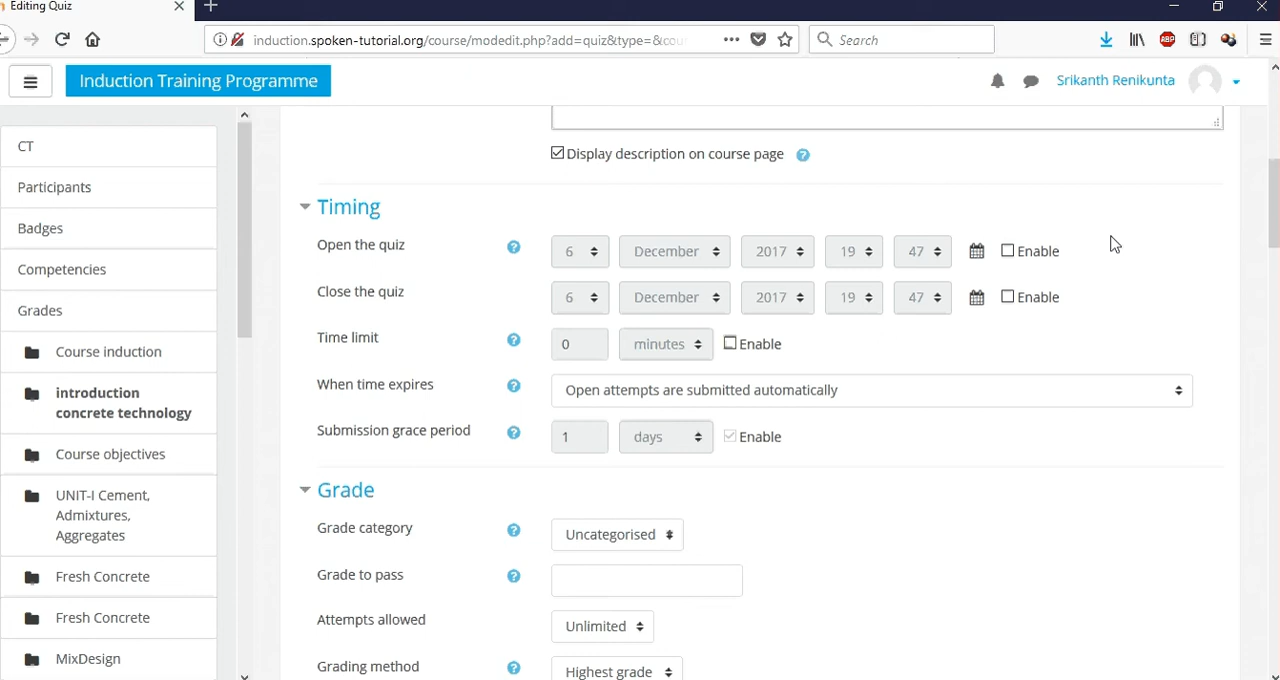 Editing Quiz
induction.spoken-tutorial.org/course/modedit.php?add=quiz&type=&cou
Search
ABP
Induction Training Programme
Srikanth Renikunta
CT
Participants
Badges
Competencies
Grades
Course induction
introduction
concrete technology
Course objectives
UNIT-I Cement,
Admixtures,
Aggregates
Fresh Concrete
Fresh Concrete
MixDesign
Display description on course page
Timing
Open the quiz 6 December 2017 19 47 Enable
Close the quiz 6 December 2017 19 47 Enable
Time limit 0 minutes Enable
When time expires Open attempts are submitted automatically
Submission grace period 1 days Enable
Grade
Grade category Uncategorised
Grade to pass
Attempts allowed Unlimited
Grading method Highest grade